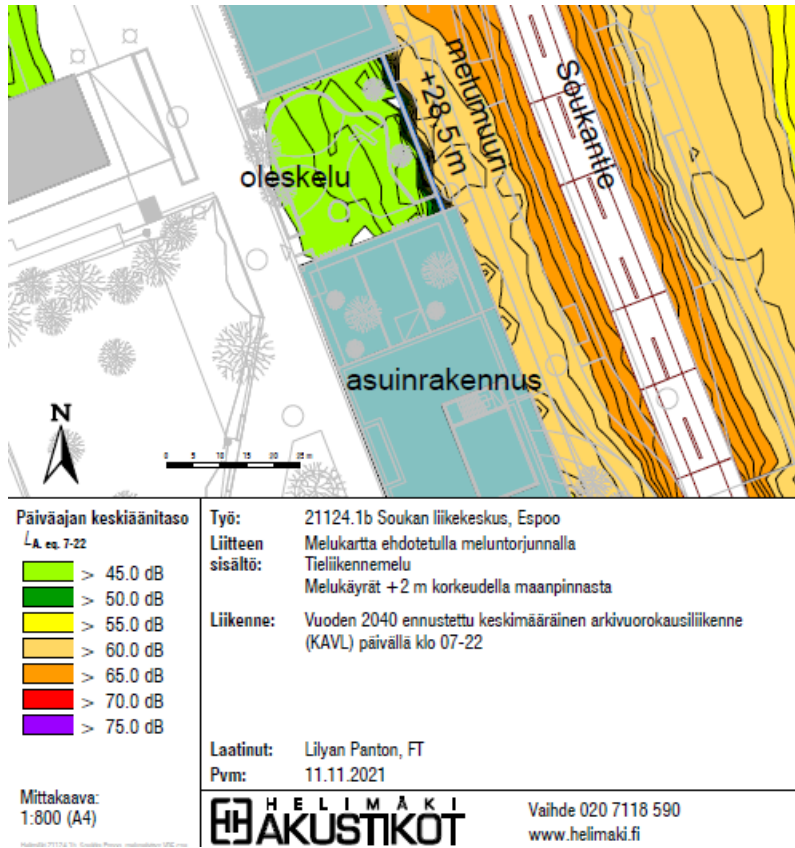 melumuuri
+28,5 m
Soukantie
oleskelu
asuinrakennus
N
0 5 10 15 20 25 m
Päiväajan keskiäänitaso
LA, eq, 7-22
> 45.0 dB
> 50.0 dB
> 55.0 dB
> 60.0 dB
> 65.0 dB
> 70.0 dB
> 75.0 dB
Mittakaava:
1:800 (A4)
Työ: 21124.1b Soukan liikekeskus, Espoo
Liitteen sisältö: Melukartta ehdotetulla meluntorjunnalla
Tieliikennemelu
Melukäyrät +2 m korkeudella maanpinnasta
Liikenne: Vuoden 2040 ennustettu keskimääräinen arkivuorokausiliikenne
(KAVL) päivällä klo 07-22
Laatinut: Lilyan Panton, FT
Pvm: 11.11.2021
HELIMÄKI
AKUSTIKOT
Vaihde 020 7118 590
www.helimaki.fi